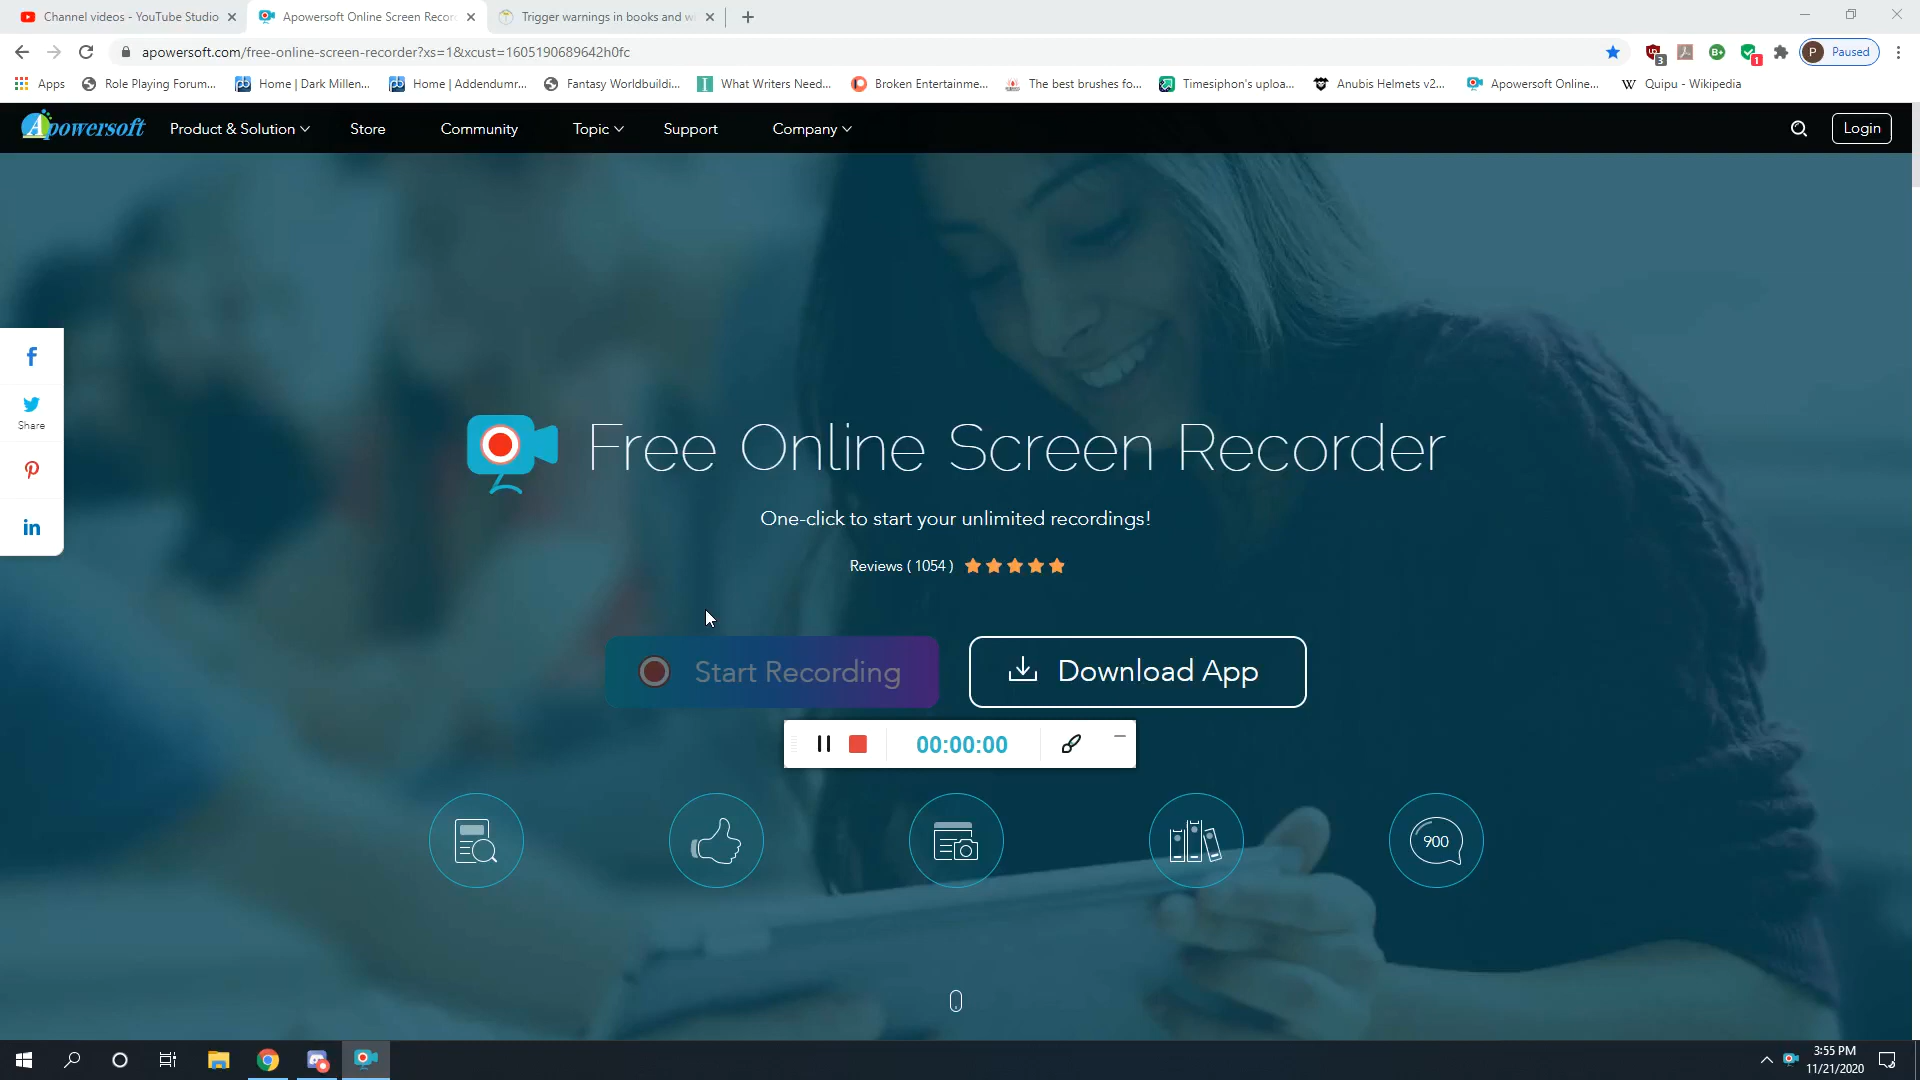 Channel videos - YouTube Studio
Apowersoft Online Screen Record
Trigger warnings in books and wr
apowersoft.com/free-online-screen-recorder?xs=1&xcust=1605190689642h0fc
3
1
P Paused
Apps
Role Playing Forum...
Home | Dark Millen...
Home | Addendumr...
Fantasy Worldbuildi...
What Writers Need...
Broken Entertainme...
The best brushes fo...
Timesiphon's uploa...
Anubis Helmets v2...
Apowersoft Online...
Quipu - Wikipedia
Apowersoft
Product & Solution
Store
Community
Topic
Support
Company
Login
Share
Free Online Screen Recorder
One-click to start your unlimited recordings!
Reviews ( 1054 )
Start Recording
Download App
00:00:00
900
3:55 PM
11/21/2020